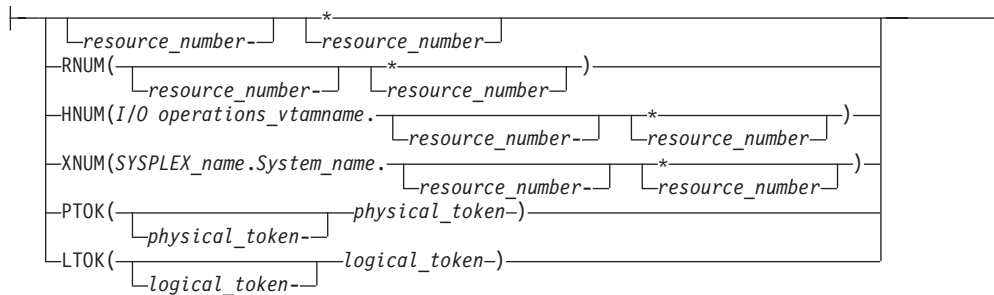 *
resource_number- resource_number
RNUM( * )
resource_number- resource_number
HNUM(I/O operations_vtamname. * )
resource_number- resource_number
XNUM(SYSPLEX_name.System_name. * )
resource_number- resource_number
PTOK( physical_token )
physical_token-
LTOK( logical_token )
logical_token-